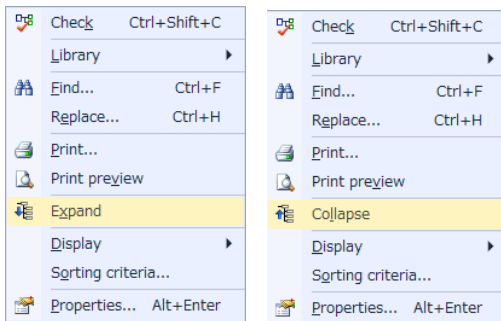 Check Ctrl+Shift+C
Library
Find... Ctrl+F
Replace... Ctrl+H
Print...
Print preview
Expand
Display
Sorting criteria...
Properties... Alt+Enter
Check Ctrl+Shift+C
Library
Find... Ctrl+F
Replace... Ctrl+H
Print...
Print preview
Collapse
Display
Sorting criteria...
Properties... Alt+Enter